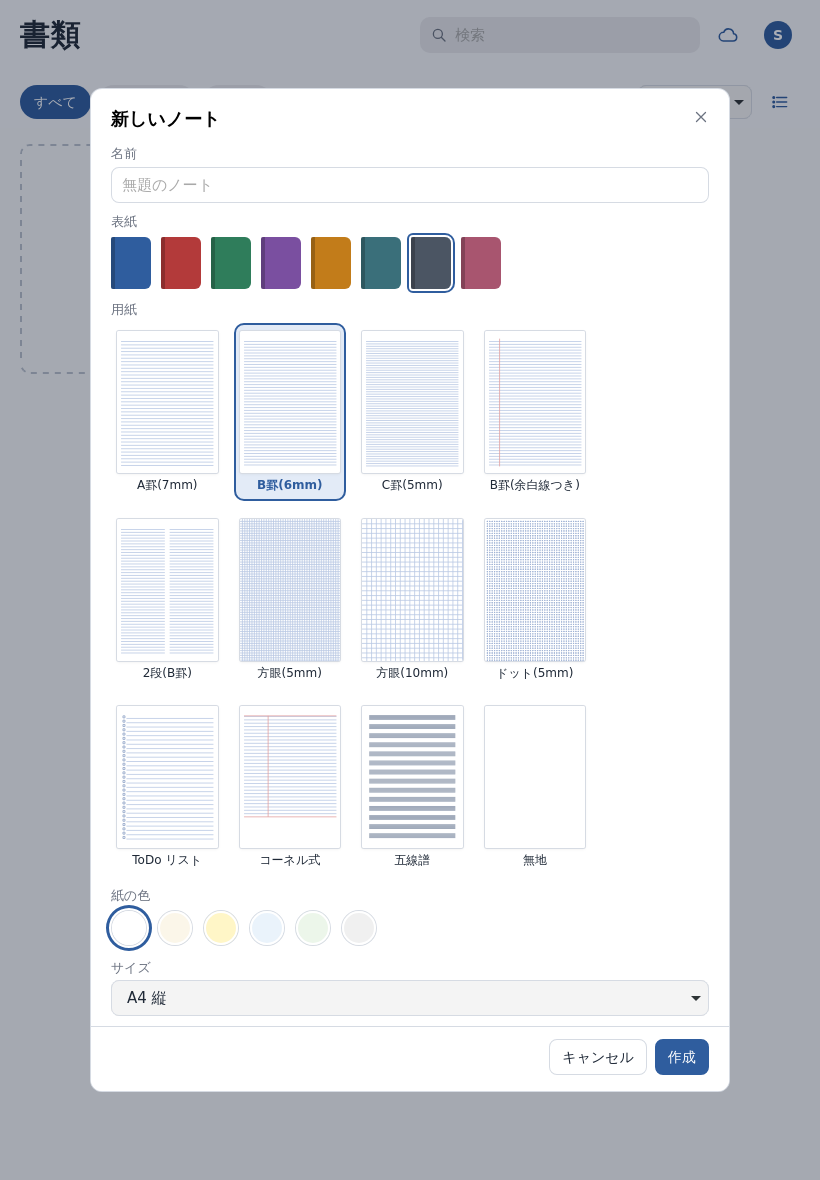 書類
検索
S
すべて
新しいノート
名前
無題のノート
表紙
用紙
A罫(7mm)
B罫(6mm)
C罫(5mm)
B罫(余白線つき)
2段(B罫)
方眼(5mm)
方眼(10mm)
ドット(5mm)
ToDo リスト
コーネル式
五線譜
無地
紙の色
サイズ
A4 縦
キャンセル
作成